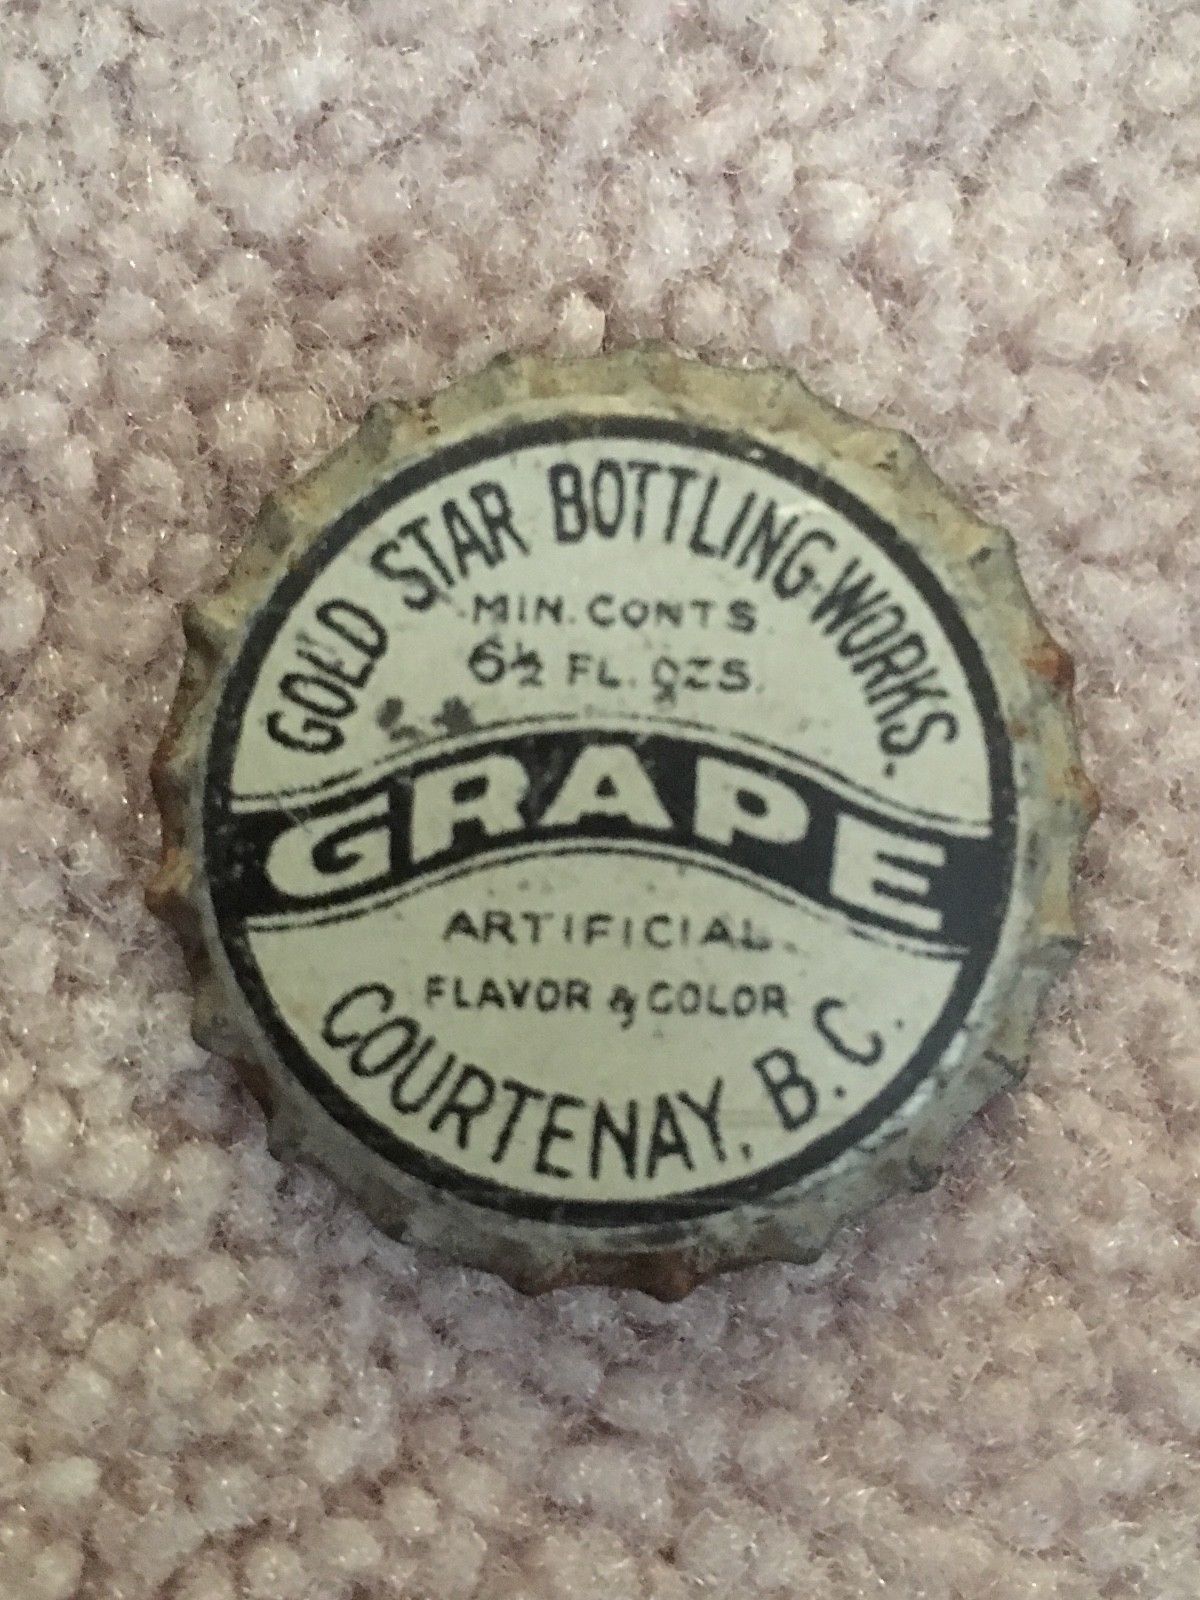 GOLD STAR BOTTLING-WORKS.
MIN. CONTS.
6½ FL. OZS.
GRAPE
ARTIFICIAL
FLAVOR & COLOR
COURTENAY, B.C.